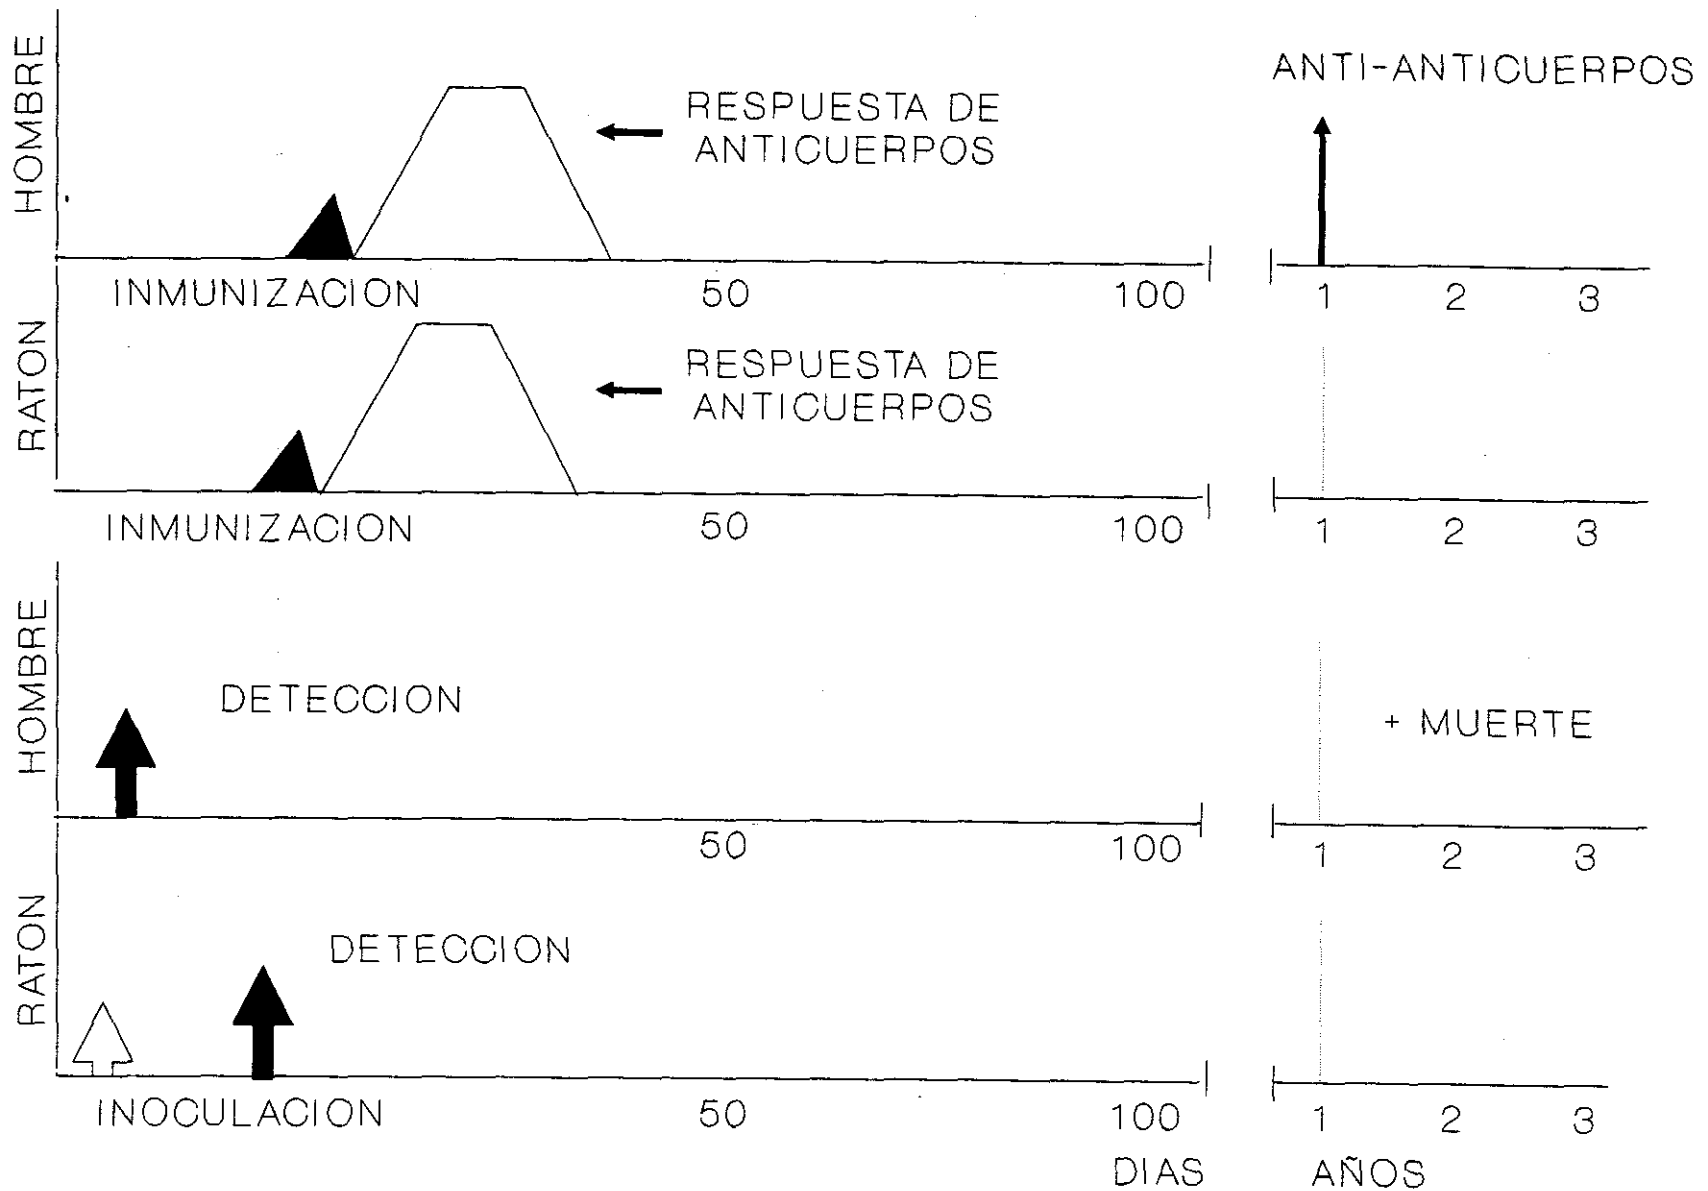 HOMBRE
RESPUESTA DE
ANTICUERPOS
ANTI-ANTICUERPOS
INMUNIZACION 50 100 1 2 3
RATON
RESPUESTA DE
ANTICUERPOS
INMUNIZACION 50 100 1 2 3
HOMBRE
DETECCION
+ MUERTE
50 100 1 2 3
RATON
DETECCION
INOCULACION 50 100 1 2 3
DIAS AÑOS